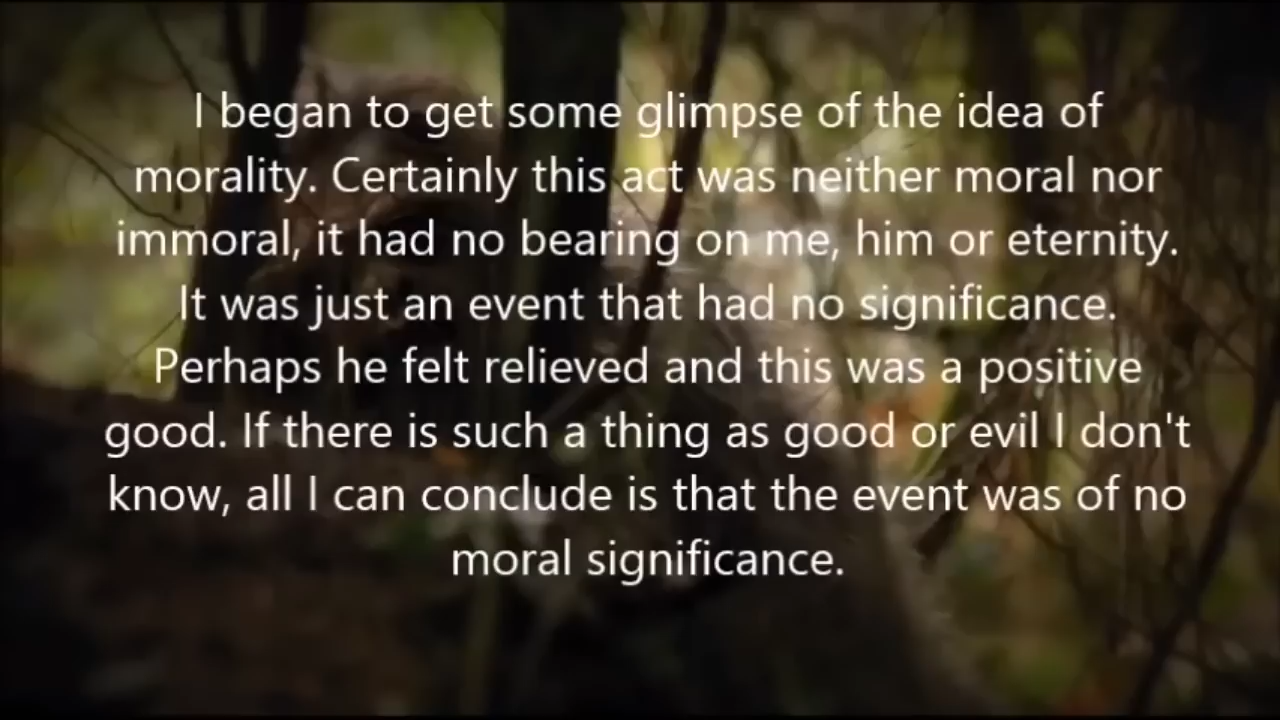 I began to get some glimpse of the idea of
morality. Certainly this act was neither moral nor
immoral, it had no bearing on me, him or eternity.
It was just an event that had no significance.
Perhaps he felt relieved and this was a positive
good. If there is such a thing as good or evil I don't
know, all I can conclude is that the event was of no
moral significance.